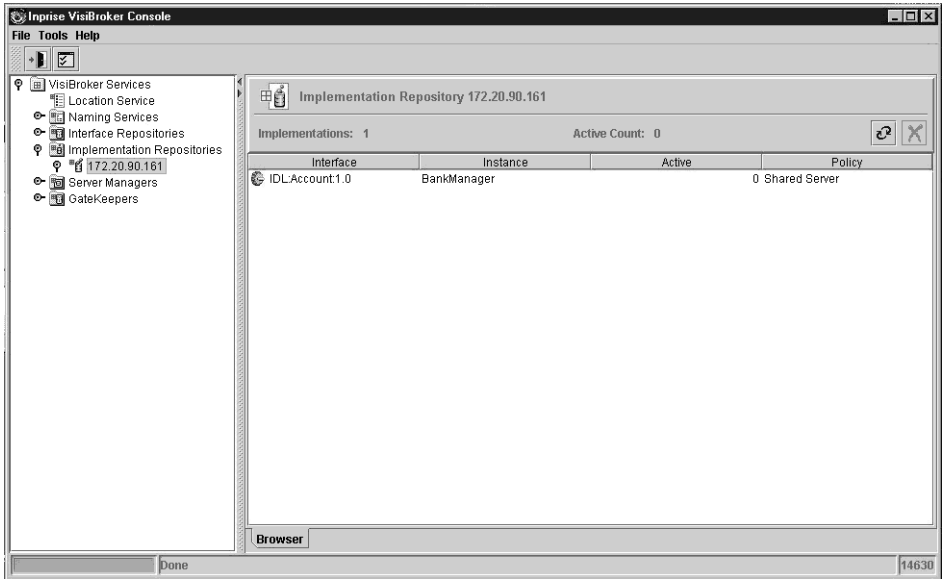 Inprise VisiBroker Console
File Tools Help
VisiBroker Services
Location Service
Naming Services
Interface Repositories
Implementation Repositories
172.20.90.161
Server Managers
GateKeepers
Implementation Repository 172.20.90.161
Implementations: 1 Active Count: 0
Interface Instance Active Policy
IDL:Account:1.0 BankManager 0 Shared Server
Browser
Done 14630